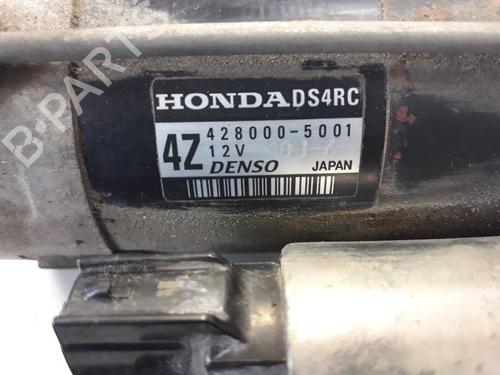 B-PARTS
HONDA DS4RC
4Z 428000-5001
12V
DENSO JAPAN